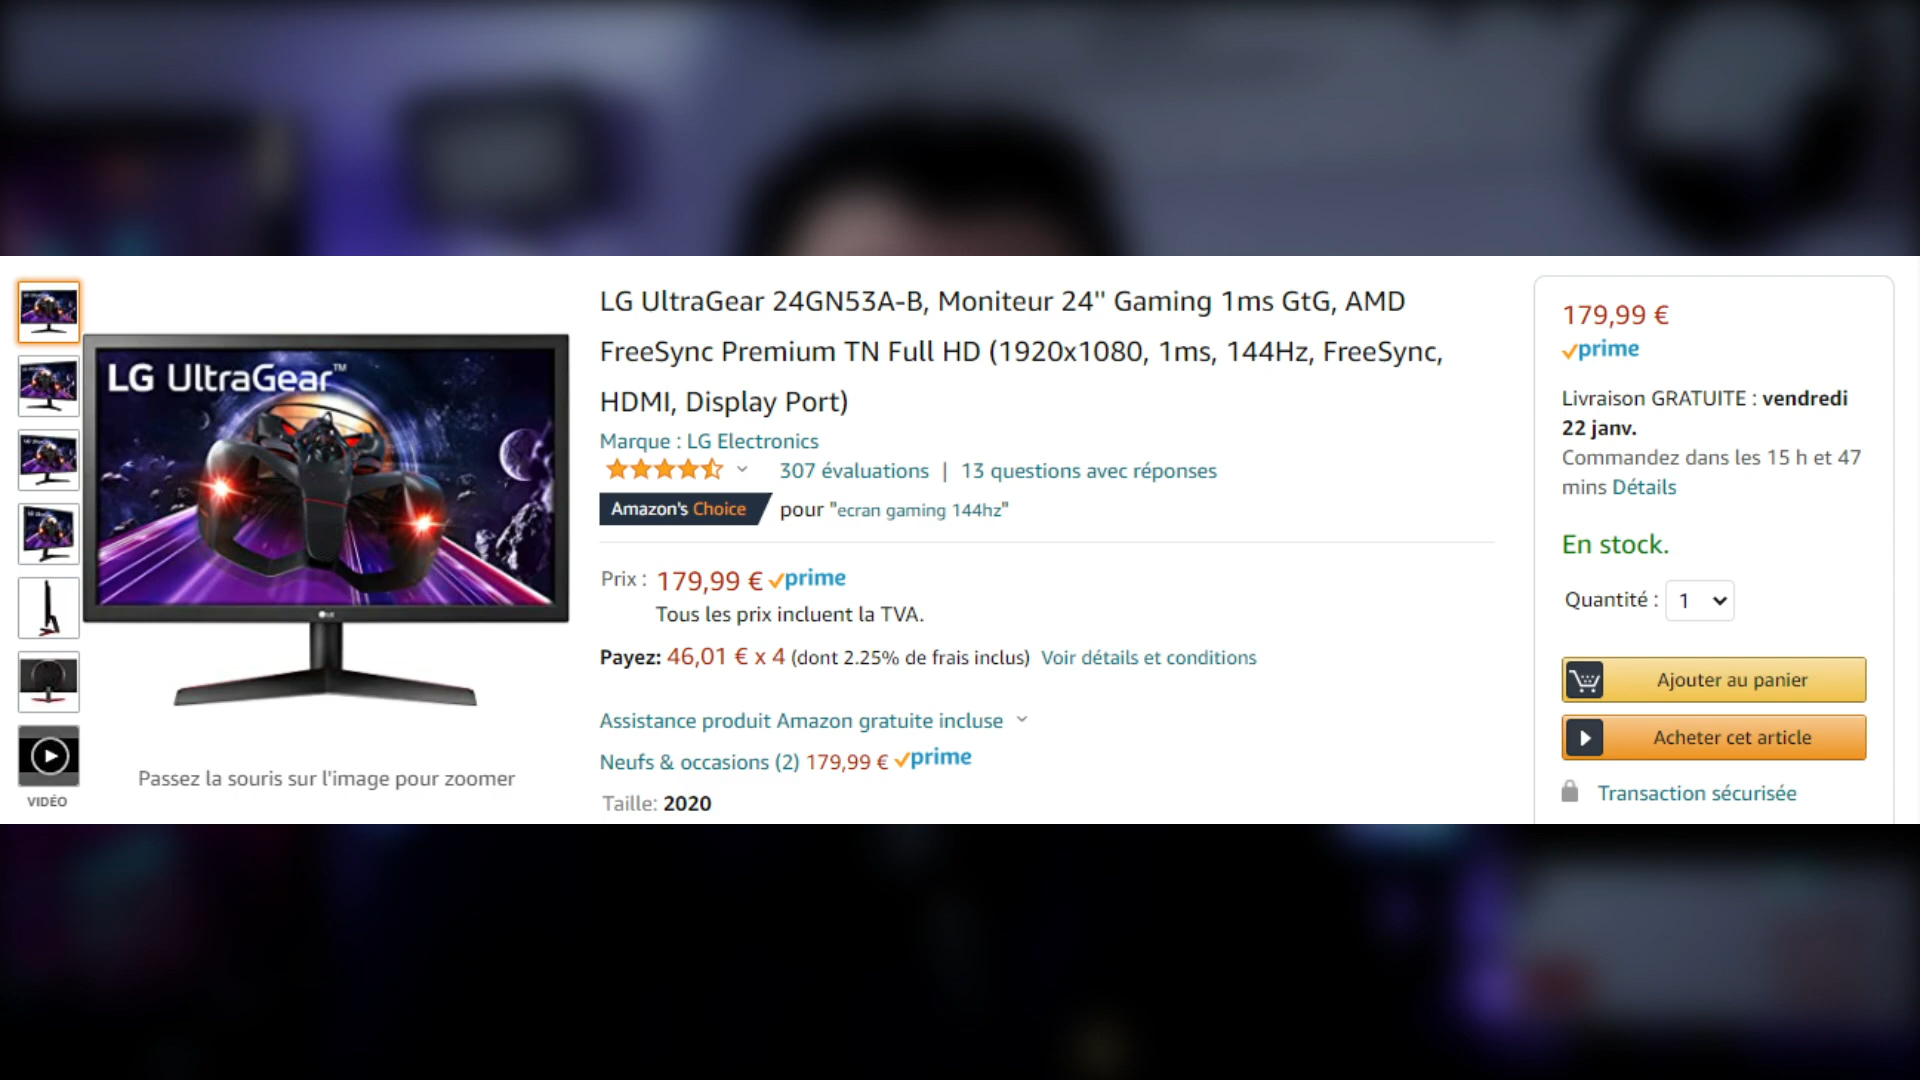 LG UltraGear™
LG
VIDÉO
Passez la souris sur l'image pour zoomer
LG UltraGear 24GN53A-B, Moniteur 24'' Gaming 1ms GtG, AMD
FreeSync Premium TN Full HD (1920x1080, 1ms, 144Hz, FreeSync,
HDMI, Display Port)
Marque : LG Electronics
307 évaluations | 13 questions avec réponses
Amazon's Choice pour "ecran gaming 144hz"
Prix : 179,99 € prime
Tous les prix incluent la TVA.
Payez: 46,01 € x 4 (dont 2.25% de frais inclus) Voir détails et conditions
Assistance produit Amazon gratuite incluse
Neufs & occasions (2) 179,99 € prime
Taille: 2020
179,99 €
prime
Livraison GRATUITE : vendredi
22 janv.
Commandez dans les 15 h et 47
mins Détails
En stock.
Quantité : 1
Ajouter au panier
Acheter cet article
Transaction sécurisée